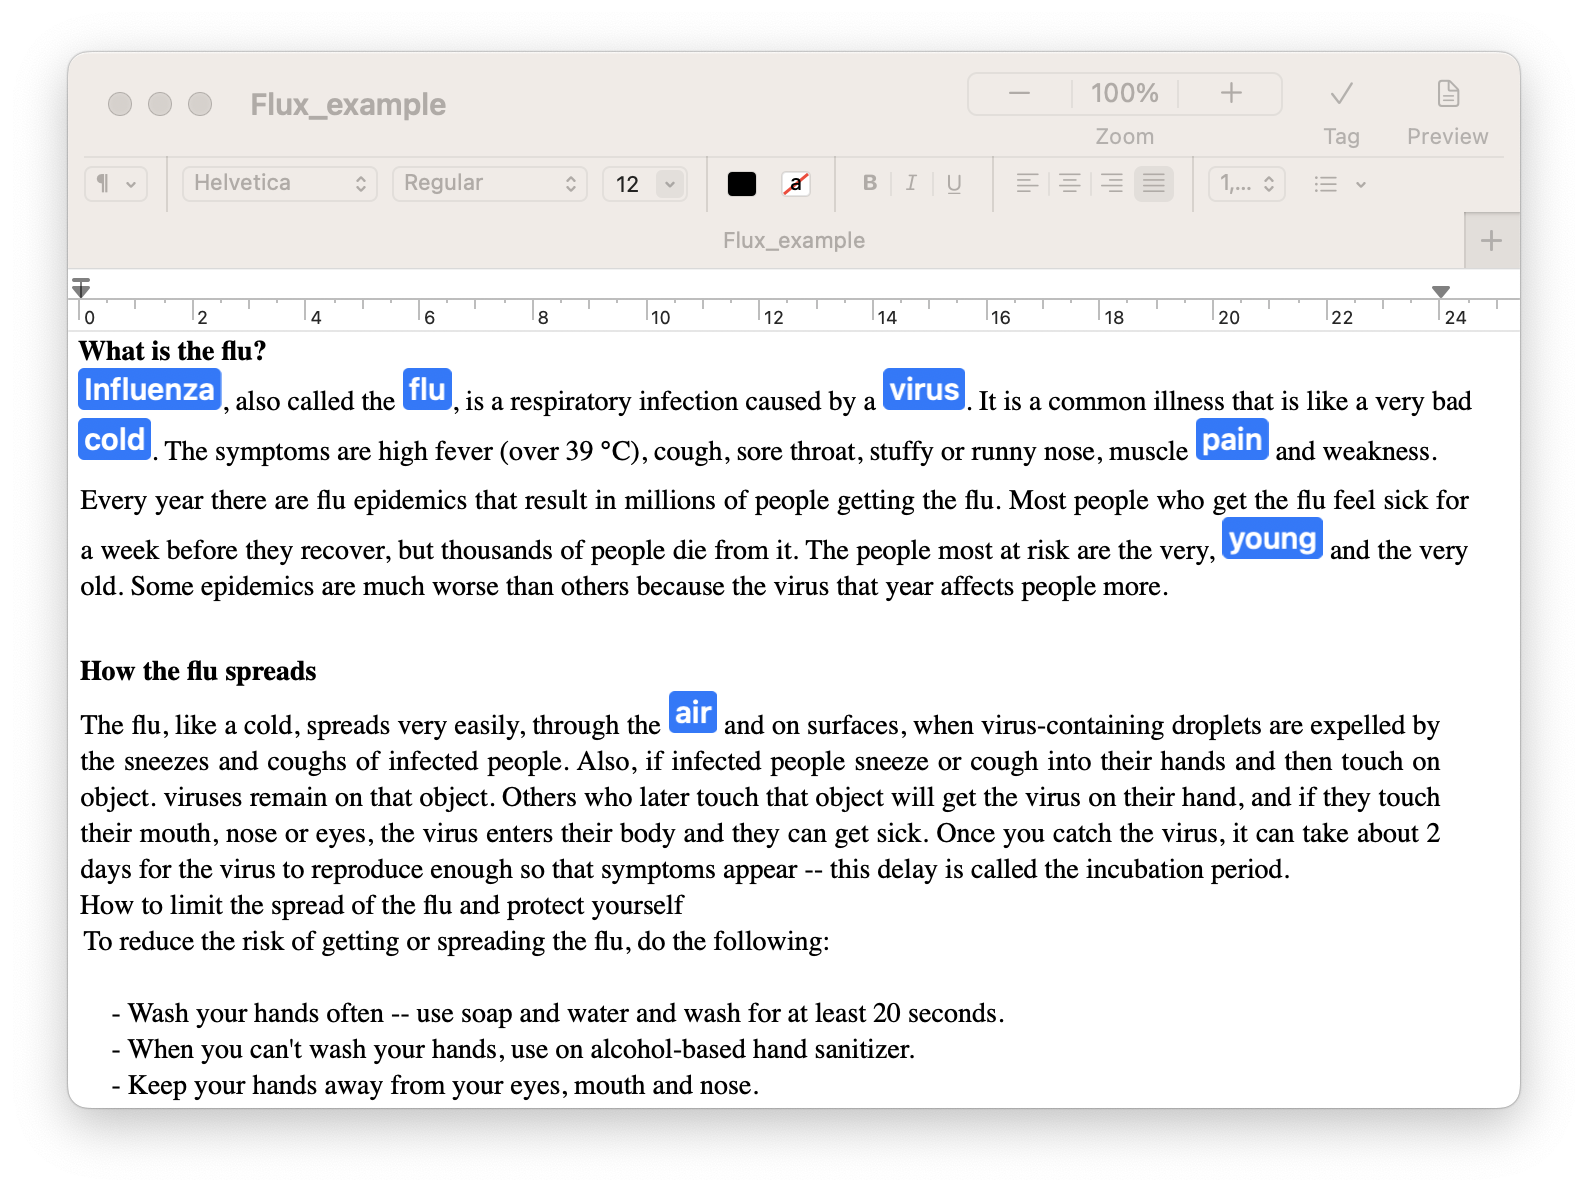 Flux_example
100%
Zoom
Tag
Preview
¶
Helvetica
Regular
12
a
B
I
U
1,...
Flux_example
0 2 4 6 8 10 12 14 16 18 20 22 24
What is the flu?
Influenza, also called the flu, is a respiratory infection caused by a virus. It is a common illness that is like a very bad
cold. The symptoms are high fever (over 39 °C), cough, sore throat, stuffy or runny nose, muscle pain and weakness.
Every year there are flu epidemics that result in millions of people getting the flu. Most people who get the flu feel sick for
a week before they recover, but thousands of people die from it. The people most at risk are the very, young and the very
old. Some epidemics are much worse than others because the virus that year affects people more.
How the flu spreads
The flu, like a cold, spreads very easily, through the air and on surfaces, when virus-containing droplets are expelled by
the sneezes and coughs of infected people. Also, if infected people sneeze or cough into their hands and then touch on
object. viruses remain on that object. Others who later touch that object will get the virus on their hand, and if they touch
their mouth, nose or eyes, the virus enters their body and they can get sick. Once you catch the virus, it can take about 2
days for the virus to reproduce enough so that symptoms appear -- this delay is called the incubation period.
How to limit the spread of the flu and protect yourself
To reduce the risk of getting or spreading the flu, do the following:
- Wash your hands often -- use soap and water and wash for at least 20 seconds.
- When you can't wash your hands, use on alcohol-based hand sanitizer.
- Keep your hands away from your eyes, mouth and nose.